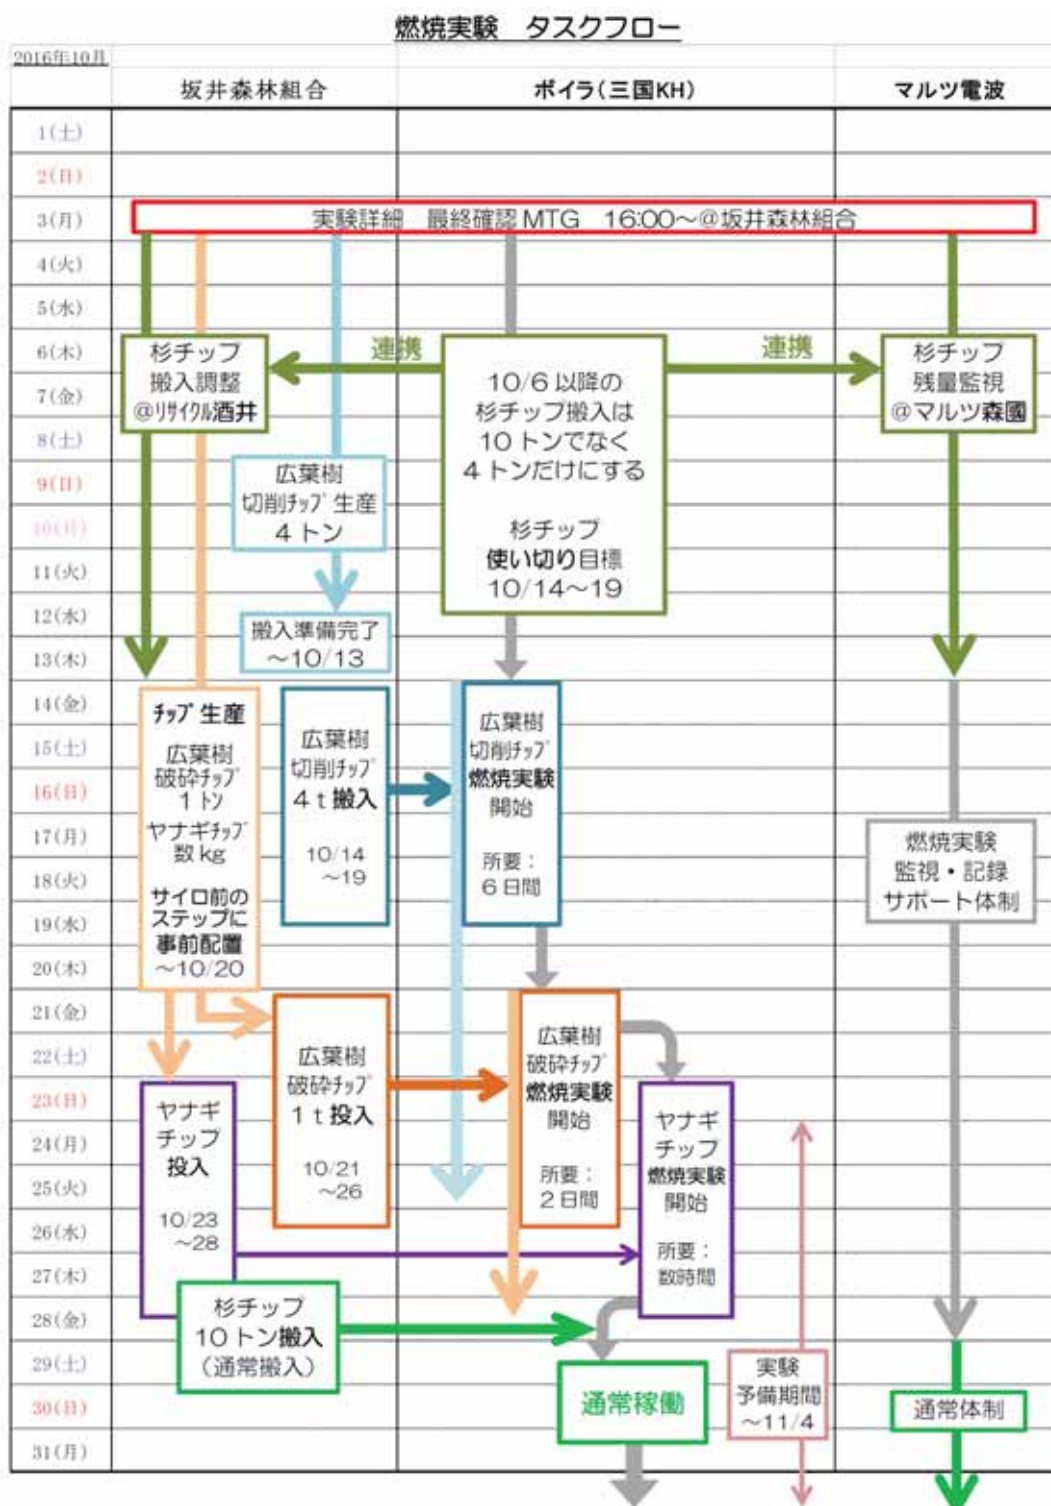 燃焼実験 タスクフロー
2016年10月
坂井森林組合
ボイラ(三国KH)
マルツ電波
1(土)
2(日)
3(月)
4(火)
5(水)
6(木)
7(金)
8(土)
9(日)
10(月)
11(火)
12(水)
13(木)
14(金)
15(土)
16(日)
17(月)
18(火)
19(水)
20(木)
21(金)
22(土)
23(日)
24(月)
25(火)
26(水)
27(木)
28(金)
29(土)
30(日)
31(月)
実験詳細 最終確認MTG 16:00~@坂井森林組合
杉チップ
搬入調整
@リサイクル酒井
連携
10/6以降の
杉チップ搬入は
10トンでなく
4トンだけにする
杉チップ
使い切り目標
10/14~19
連携
杉チップ
残量監視
@マルツ森國
広葉樹
切削チップ生産
4トン
搬入準備完了
~10/13
チップ生産
広葉樹
破砕チップ
1トン
ヤナギチップ
数kg
サイロ前の
ステップに
事前配置
~10/20
広葉樹
切削チップ
4t搬入
10/14
~19
広葉樹
切削チップ
燃焼実験
開始
所要:
6日間
燃焼実験
監視・記録
サポート体制
広葉樹
破砕チップ
1t投入
10/21
~26
広葉樹
破砕チップ
燃焼実験
開始
所要:
2日間
ヤナギ
チップ
投入
10/23
~28
ヤナギ
チップ
燃焼実験
開始
所要:
数時間
杉チップ
10トン搬入
(通常搬入)
通常稼働
実験
予備期間
~11/4
通常体制